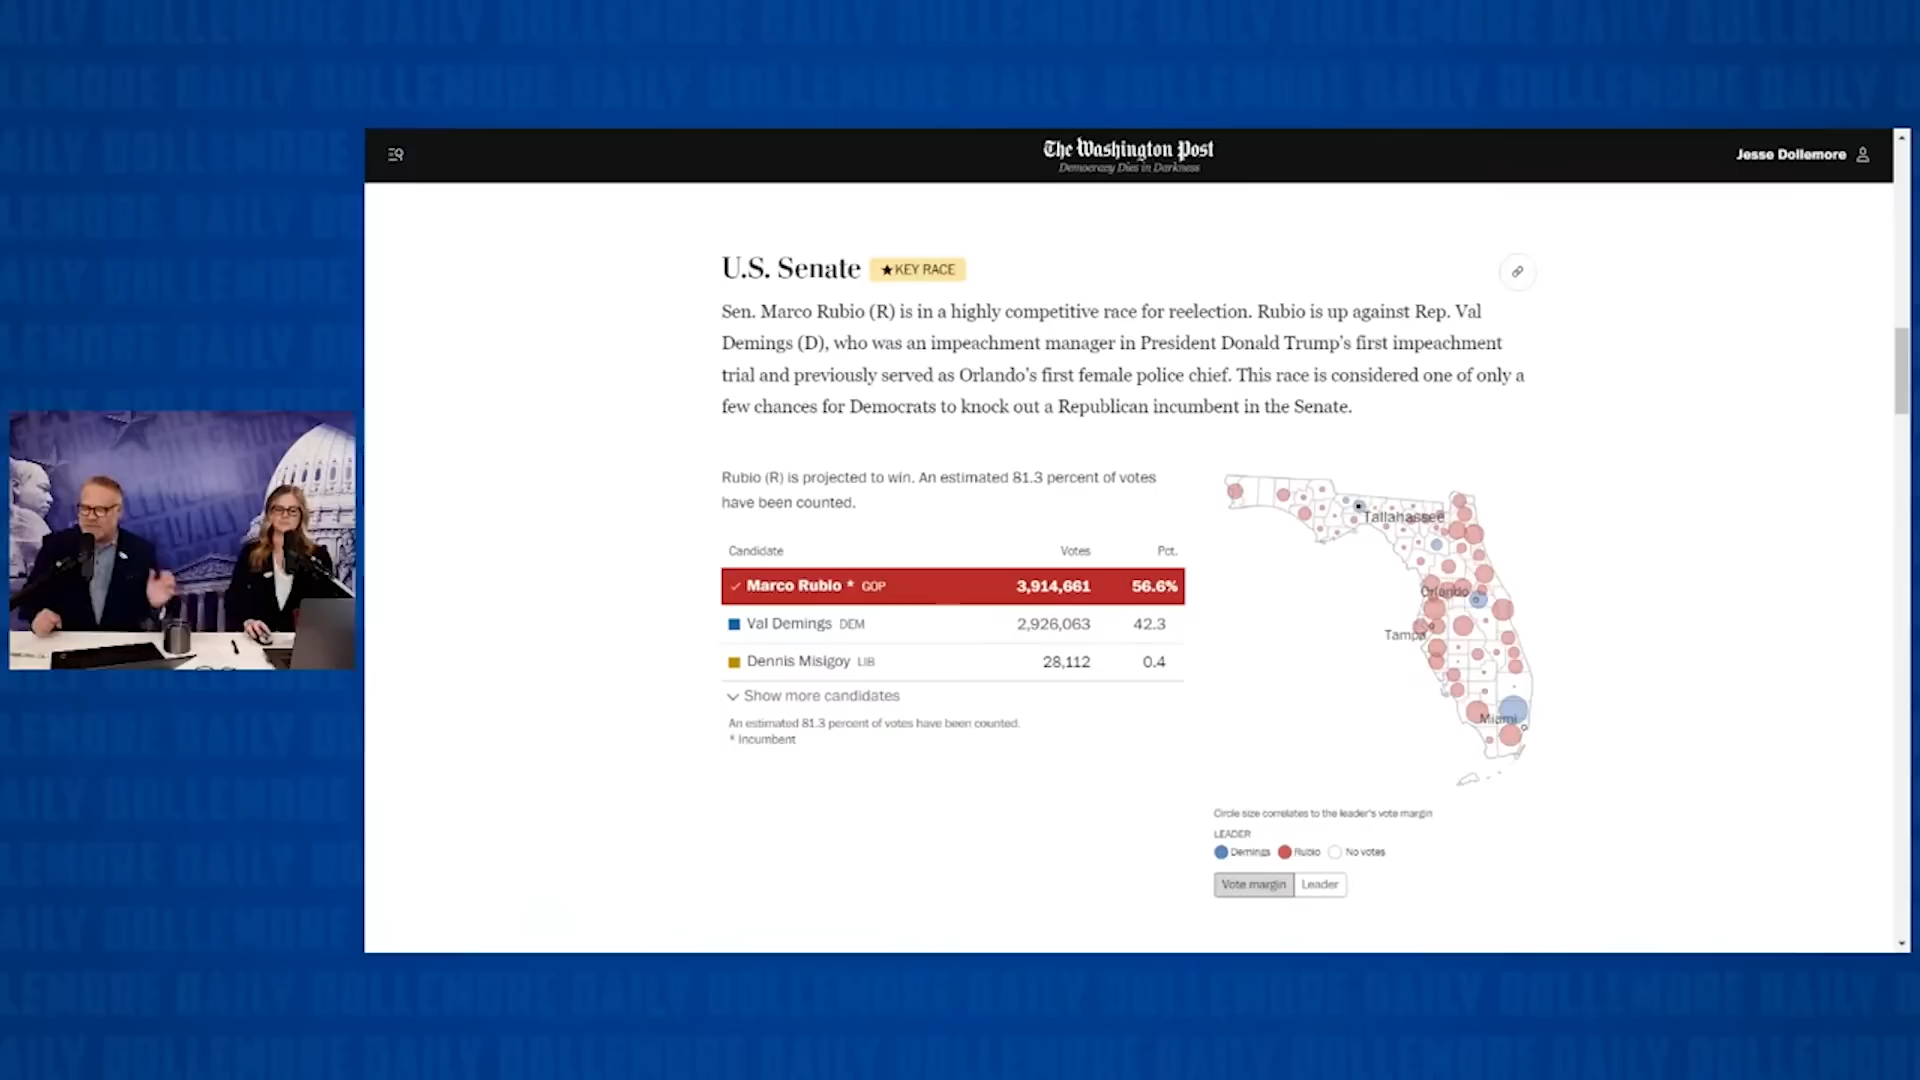 The Washington Post
Democracy Dies in Darkness
Jesse Dollemore
U.S. Senate
★KEY RACE
Sen. Marco Rubio (R) is in a highly competitive race for reelection. Rubio is up against Rep. Val
Demings (D), who was an impeachment manager in President Donald Trump's first impeachment
trial and previously served as Orlando's first female police chief. This race is considered one of only a
few chances for Democrats to knock out a Republican incumbent in the Senate.
Rubio (R) is projected to win. An estimated 81.3 percent of votes
have been counted.
Candidate Votes Pct.
✓ Marco Rubio * GOP 3,914,661 56.6%
Val Demings DEM 2,926,063 42.3
Dennis Misigoy LIB 28,112 0.4
Show more candidates
An estimated 81.3 percent of votes have been counted.
* Incumbent
Tallahassee
Orlando
Tampa
Miami
Circle size correlates to the leader's vote margin
LEADER
Demings Rubio No votes
Vote margin Leader